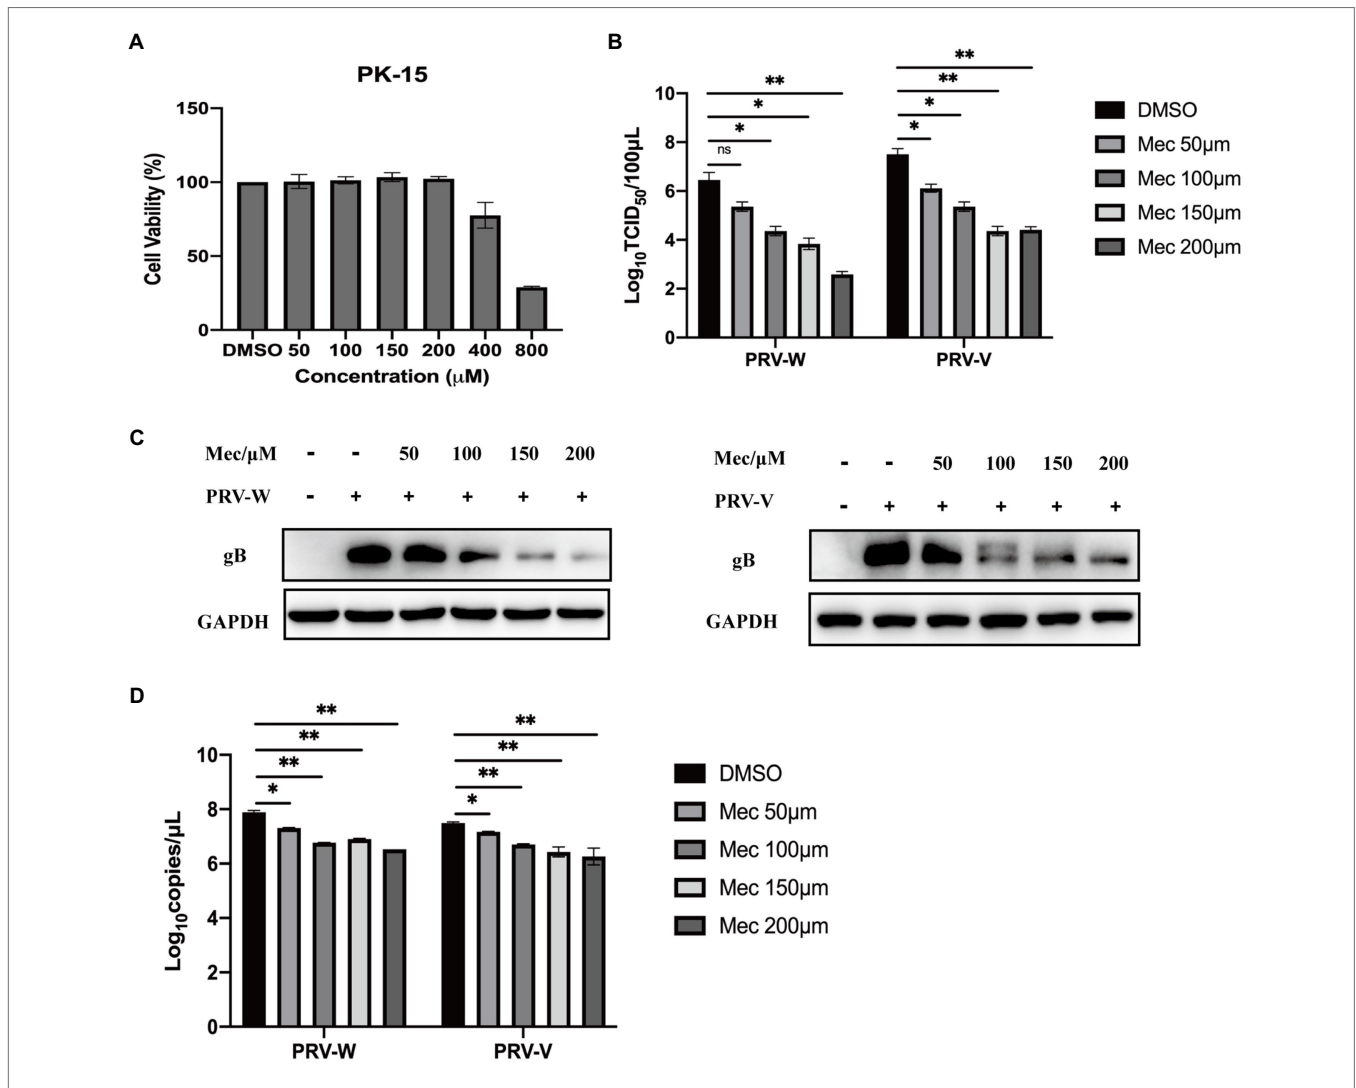 A
PK-15
150
100
50
0
Cell Vability (%)
DMSO 50 100 150 200 400 800
Concentration (μM)
B
10
8
6
4
2
0
Log10TCID50/100μL
ns
*
*
**
*
*
**
**
PRV-W PRV-V
DMSO
Mec 50μm
Mec 100μm
Mec 150μm
Mec 200μm
C
Mec/μM - - 50 100 150 200
PRV-W - + + + + +
gB
GAPDH
Mec/μM - - 50 100 150 200
PRV-V - + + + + +
gB
GAPDH
D
10
8
6
4
2
0
Log10copies/μL
*
**
**
**
*
**
**
**
PRV-W PRV-V
DMSO
Mec 50μm
Mec 100μm
Mec 150μm
Mec 200μm